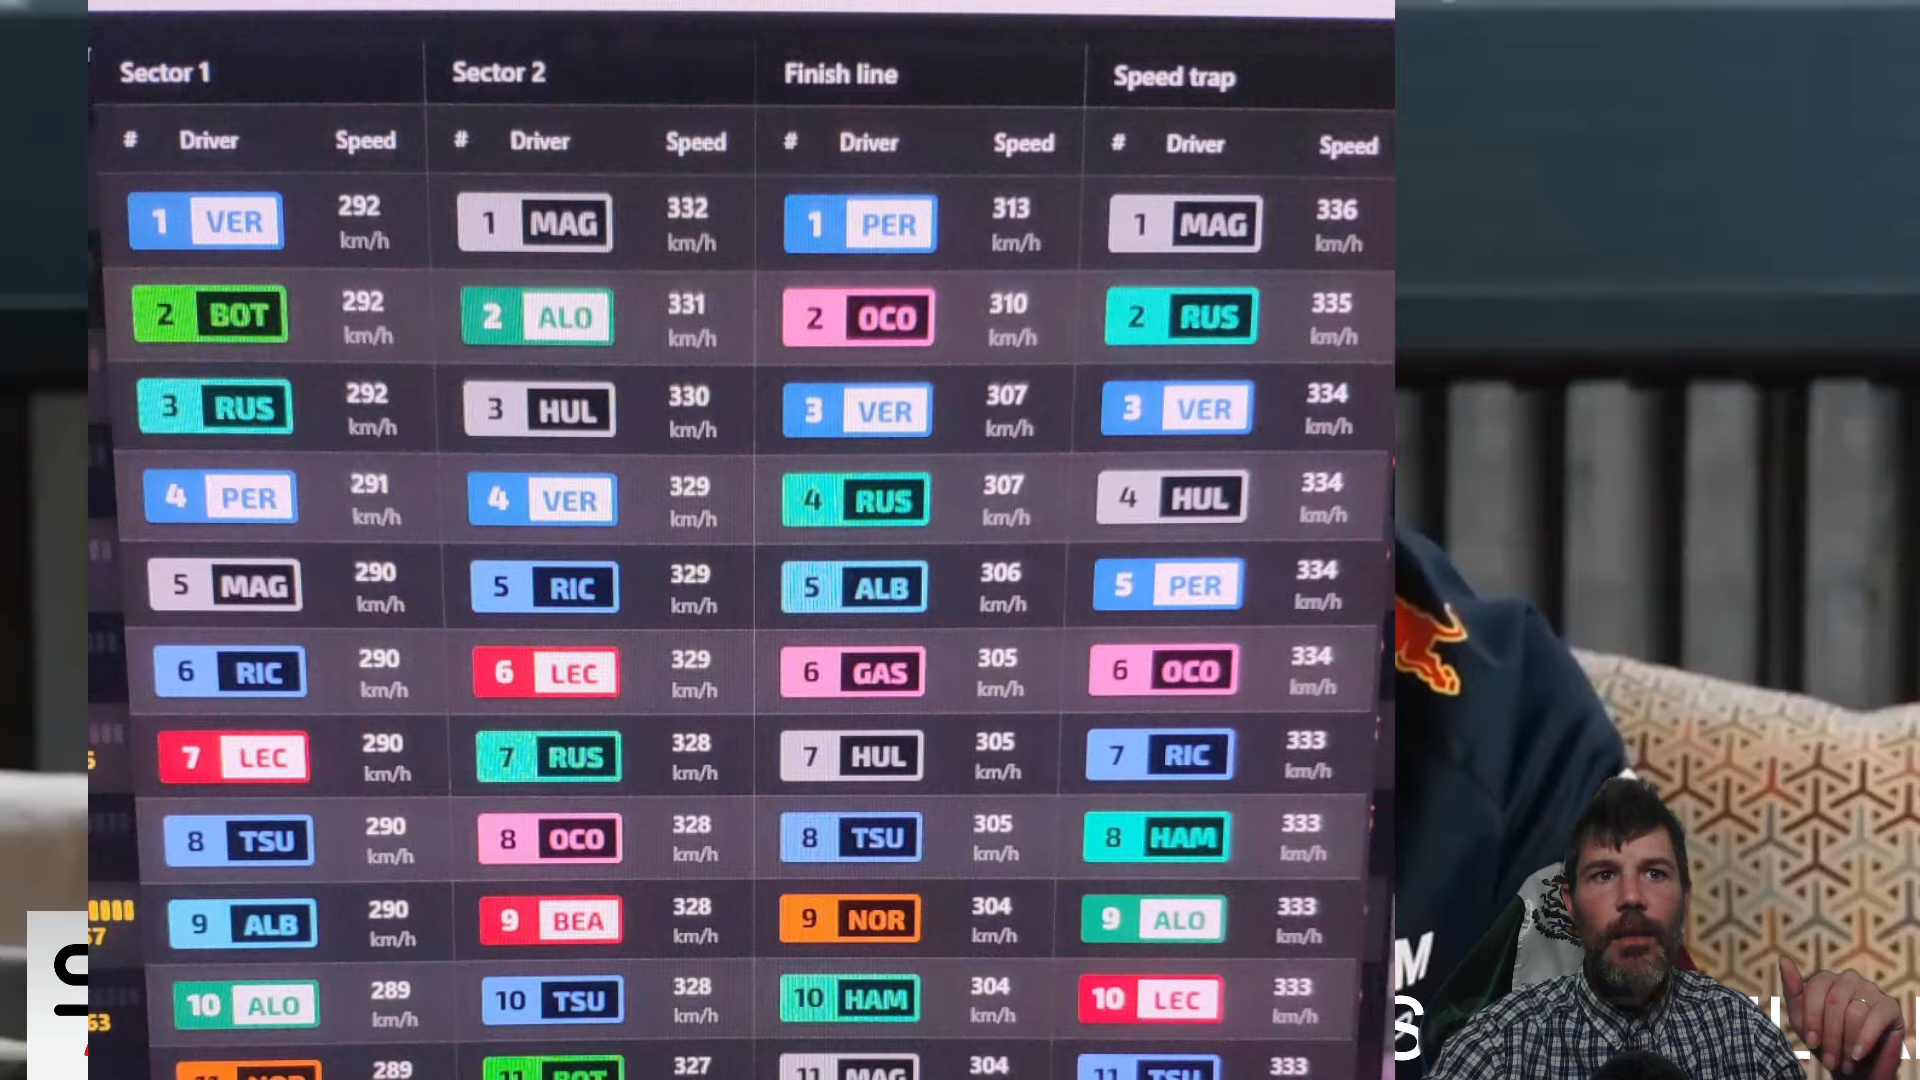 Sector 1 Sector 2 Finish line Speed trap
# Driver Speed # Driver Speed # Driver Speed # Driver Speed
1 VER 292 km/h 1 MAG 332 km/h 1 PER 313 km/h 1 MAG 336 km/h
2 BOT 292 km/h 2 ALO 331 km/h 2 OCO 310 km/h 2 RUS 335 km/h
3 RUS 292 km/h 3 HUL 330 km/h 3 VER 307 km/h 3 VER 334 km/h
4 PER 291 km/h 4 VER 329 km/h 4 RUS 307 km/h 4 HUL 334 km/h
5 MAG 290 km/h 5 RIC 329 km/h 5 ALB 306 km/h 5 PER 334 km/h
6 RIC 290 km/h 6 LEC 329 km/h 6 GAS 305 km/h 6 OCO 334 km/h
7 LEC 290 km/h 7 RUS 328 km/h 7 HUL 305 km/h 7 RIC 333 km/h
8 TSU 290 km/h 8 OCO 328 km/h 8 TSU 305 km/h 8 HAM 333 km/h
9 ALB 290 km/h 9 BEA 328 km/h 9 NOR 304 km/h 9 ALO 333 km/h
10 ALO 289 km/h 10 TSU 328 km/h 10 HAM 304 km/h 10 LEC 333 km/h
11 NOR 289 11 BOT 327 11 MAG 304 11 TSU 333